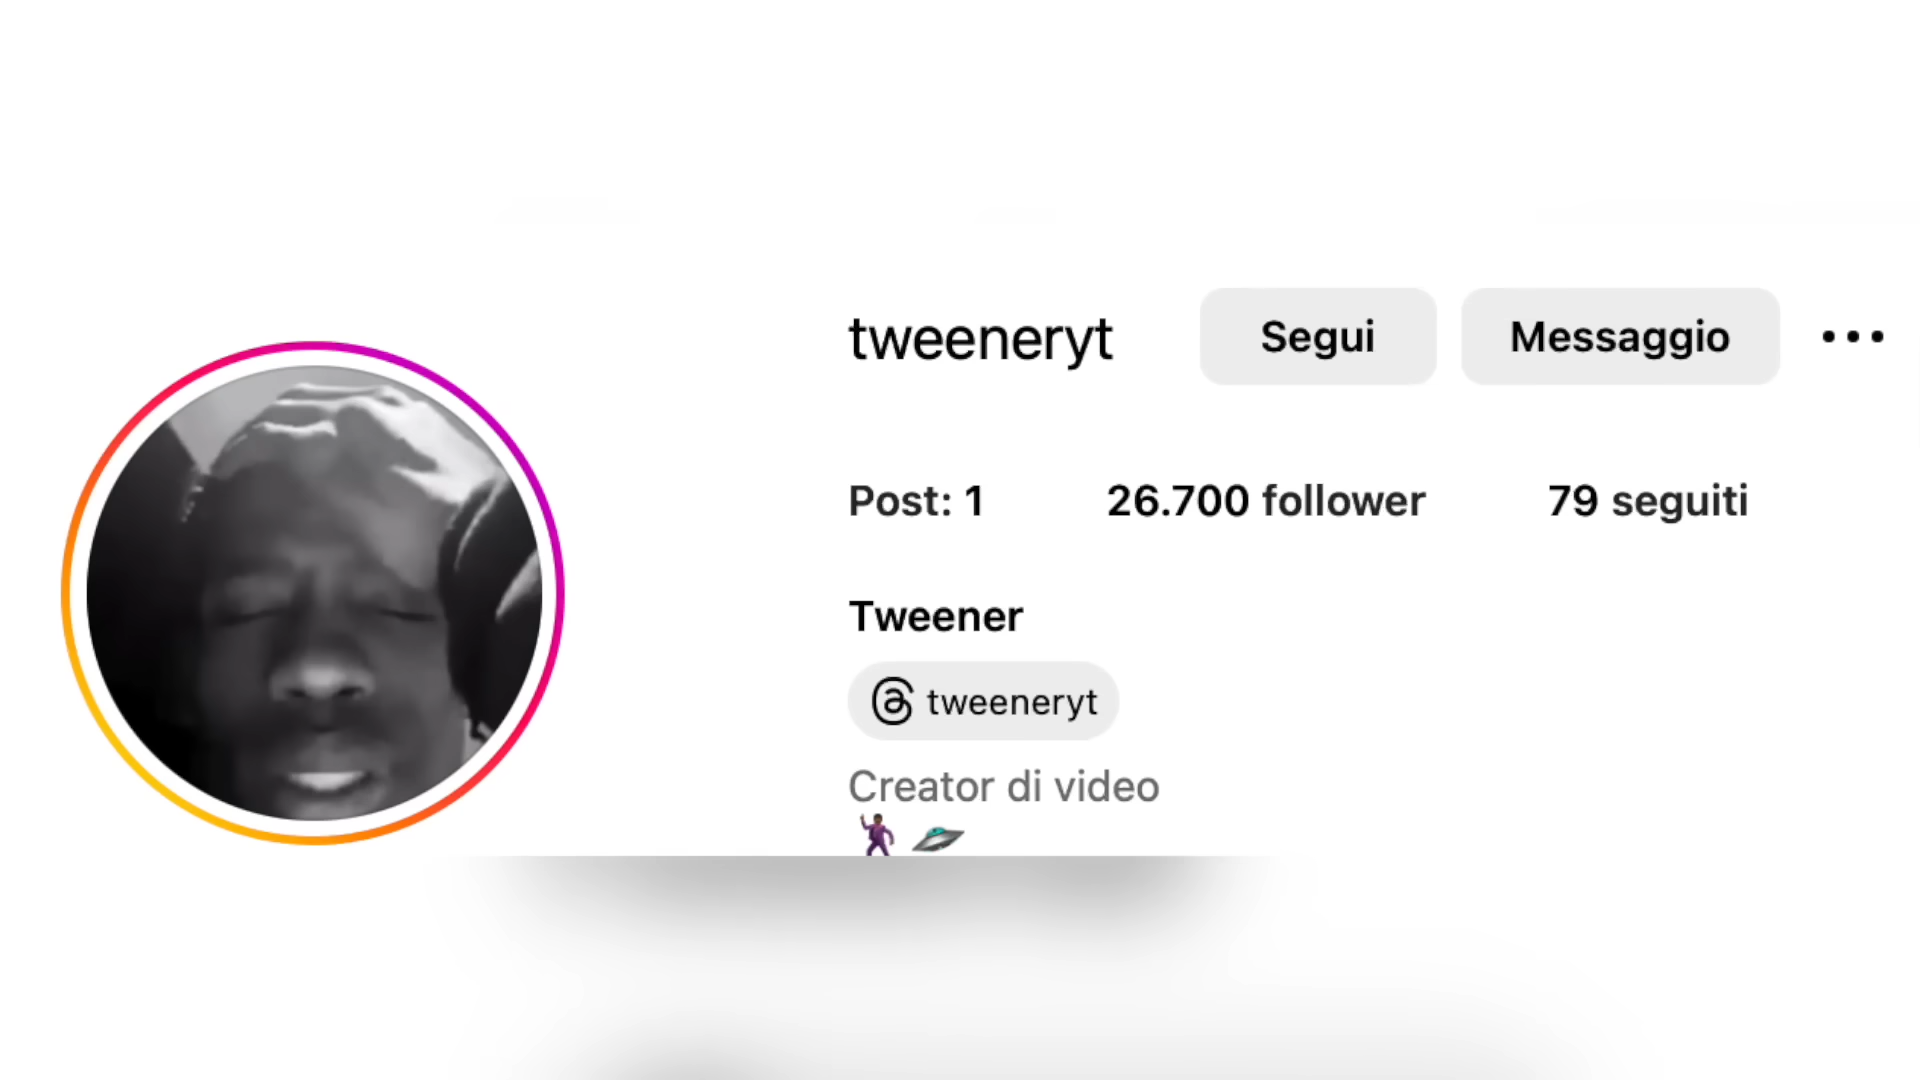 tweeneryt Segui Messaggio
Post: 1 26.700 follower 79 seguiti
Tweener
tweeneryt
Creator di video